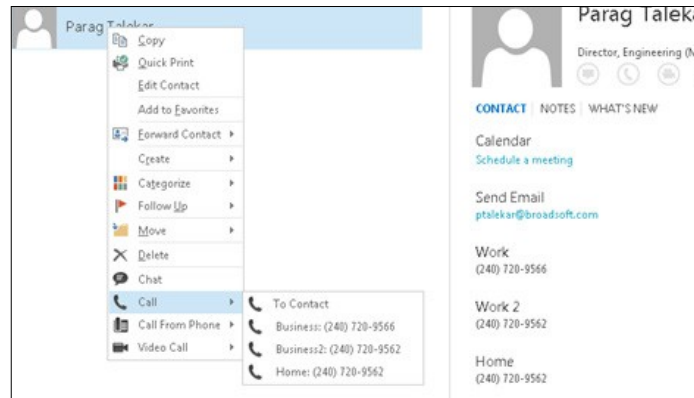 Parag Talekar
Copy
Quick Print
Edit Contact
Add to Favorites
Forward Contact
Create
Categorize
Follow Up
Move
Delete
Chat
Call
Call From Phone
Video Call
To Contact
Business: (240) 720-9566
Business2: (240) 720-9562
Home: (240) 720-9562
Parag Taleka
Director, Engineering (N
CONTACT | NOTES | WHAT'S NEW
Calendar
Schedule a meeting
Send Email
ptalekar@broadsoft.com
Work
(240) 720-9566
Work 2
(240) 720-9562
Home
(240) 720-9562